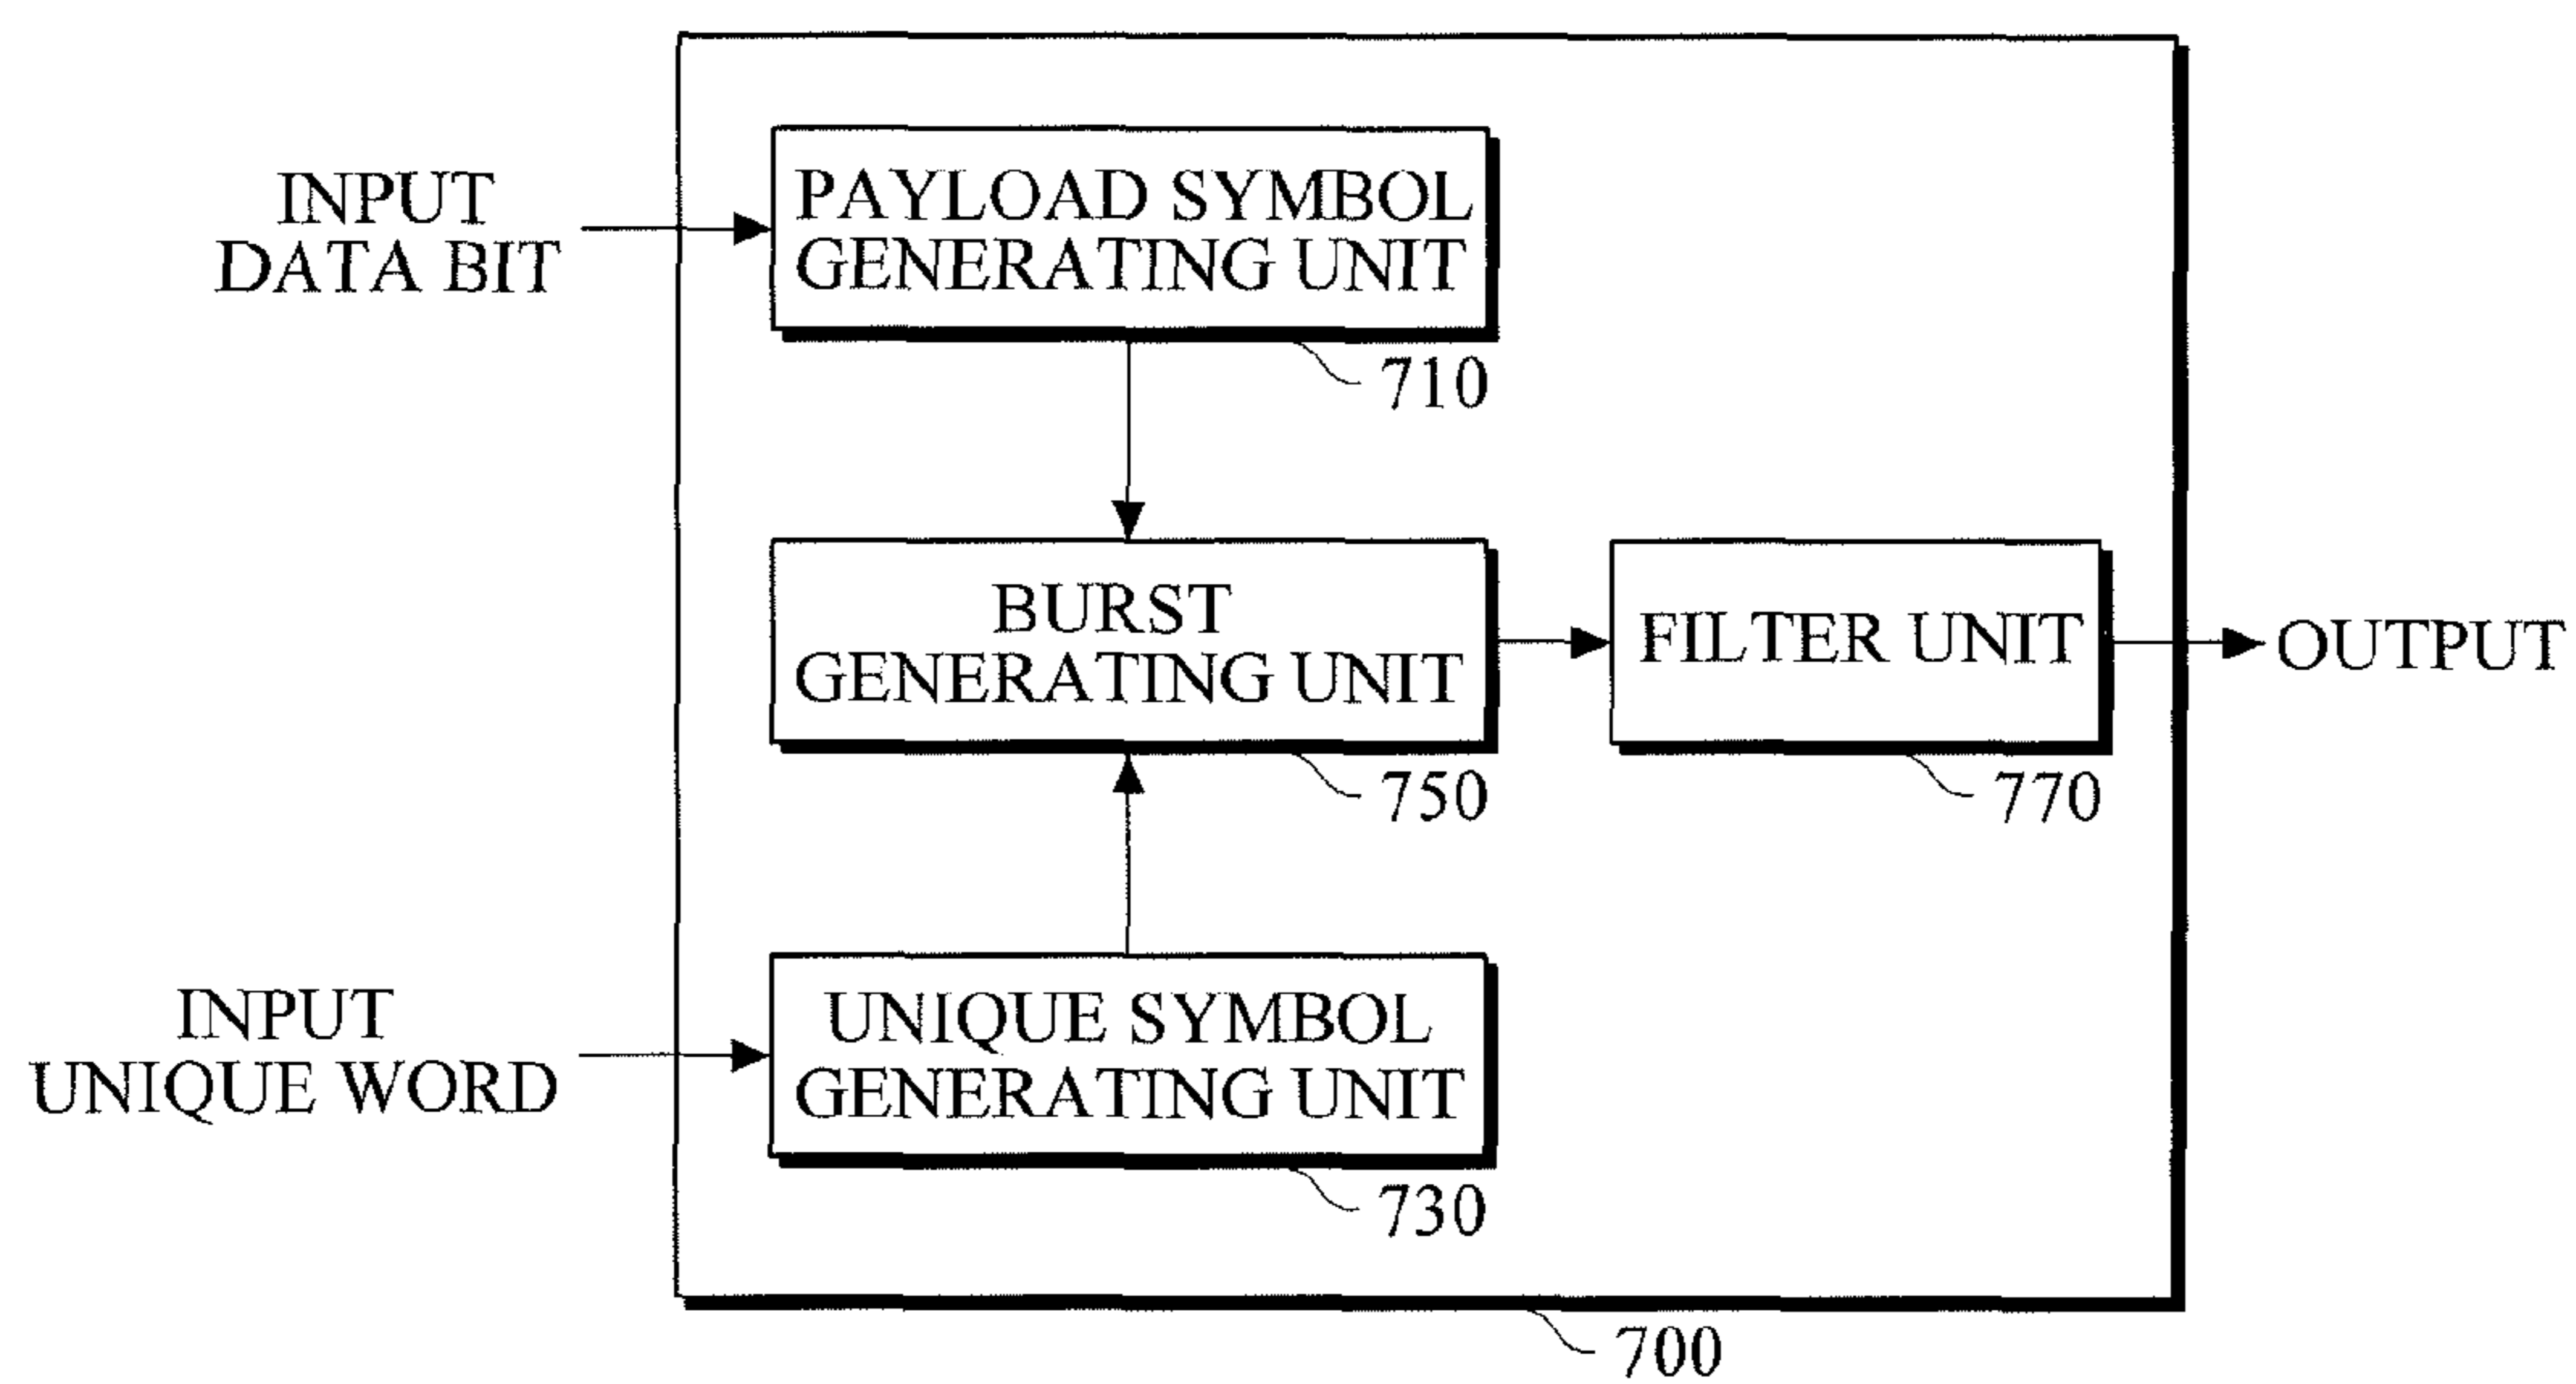 INPUT
DATA BIT
PAYLOAD SYMBOL
GENERATING UNIT
710
BURST
GENERATING UNIT
750
FILTER UNIT
770
OUTPUT
INPUT
UNIQUE WORD
UNIQUE SYMBOL
GENERATING UNIT
730
700